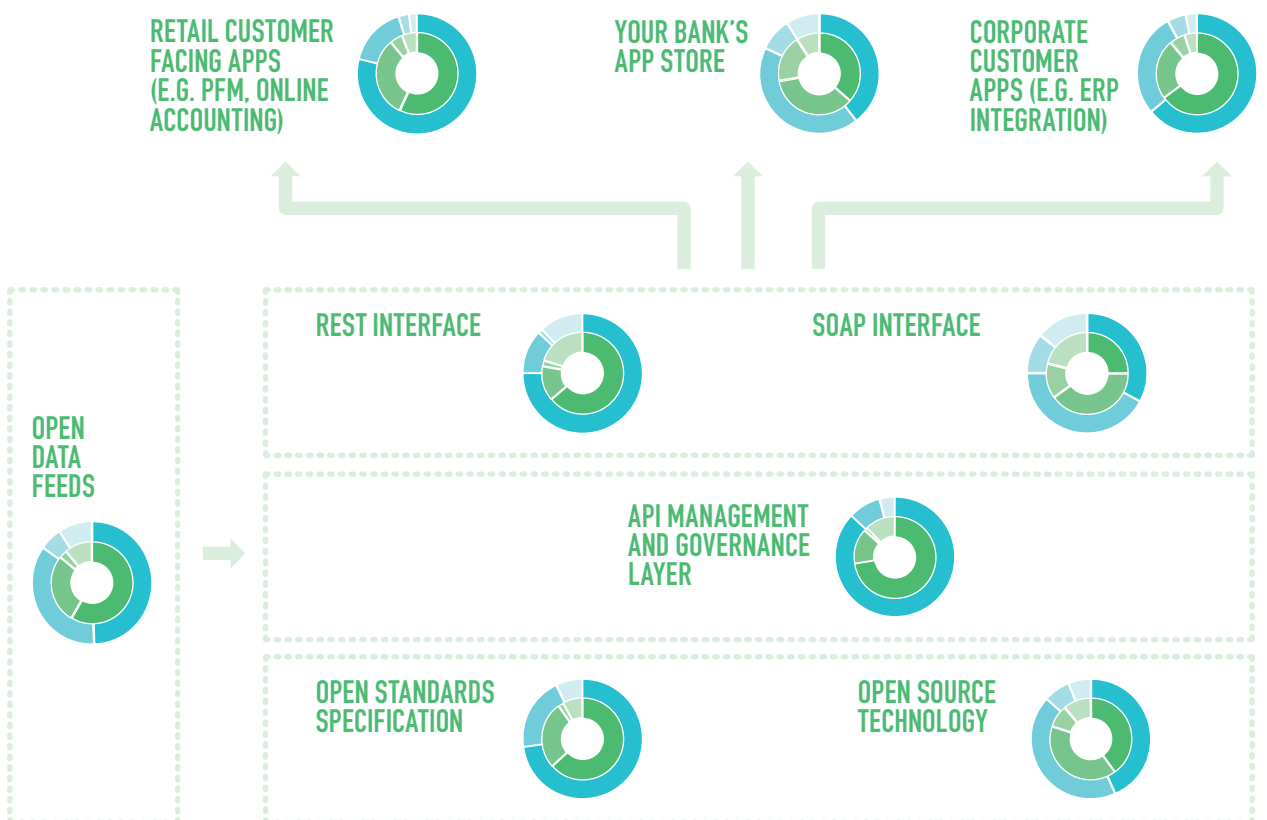 RETAIL CUSTOMER
FACING APPS
(E.G. PFM, ONLINE
ACCOUNTING)
YOUR BANK'S
APP STORE
CORPORATE
CUSTOMER
APPS (E.G. ERP
INTEGRATION)
REST INTERFACE
SOAP INTERFACE
OPEN
DATA
FEEDS
API MANAGEMENT
AND GOVERNANCE
LAYER
OPEN STANDARDS
SPECIFICATION
OPEN SOURCE
TECHNOLOGY